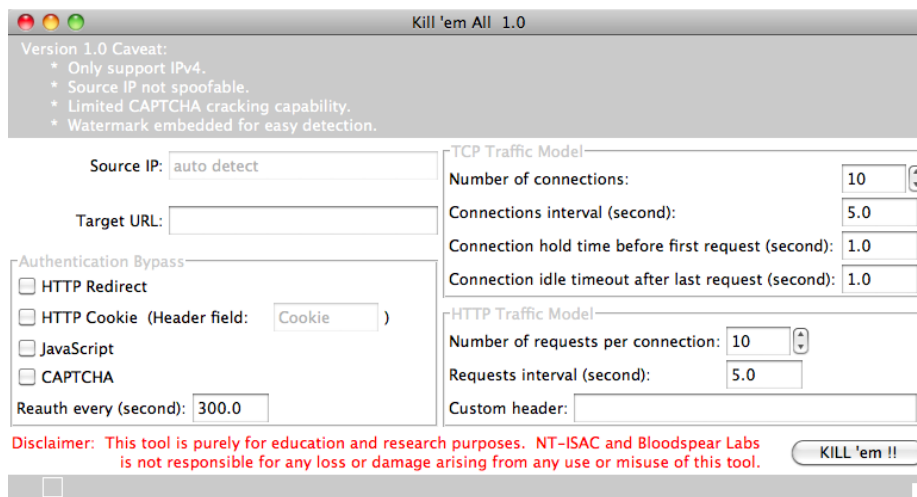 Kill 'em All 1.0
Version 1.0 Caveat:
* Only support IPv4.
* Source IP not spoofable.
* Limited CAPTCHA cracking capability.
* Watermark embedded for easy detection.
Source IP: auto detect
Target URL:
Authentication Bypass
HTTP Redirect
HTTP Cookie (Header field: Cookie )
JavaScript
CAPTCHA
Reauth every (second): 300.0
TCP Traffic Model
Number of connections: 10
Connections interval (second): 5.0
Connection hold time before first request (second): 1.0
Connection idle timeout after last request (second): 1.0
HTTP Traffic Model
Number of requests per connection: 10
Requests interval (second): 5.0
Custom header:
Disclaimer: This tool is purely for education and research purposes. NT-ISAC and Bloodspear Labs
is not responsible for any loss or damage arising from any use or misuse of this tool.
KILL 'em !!